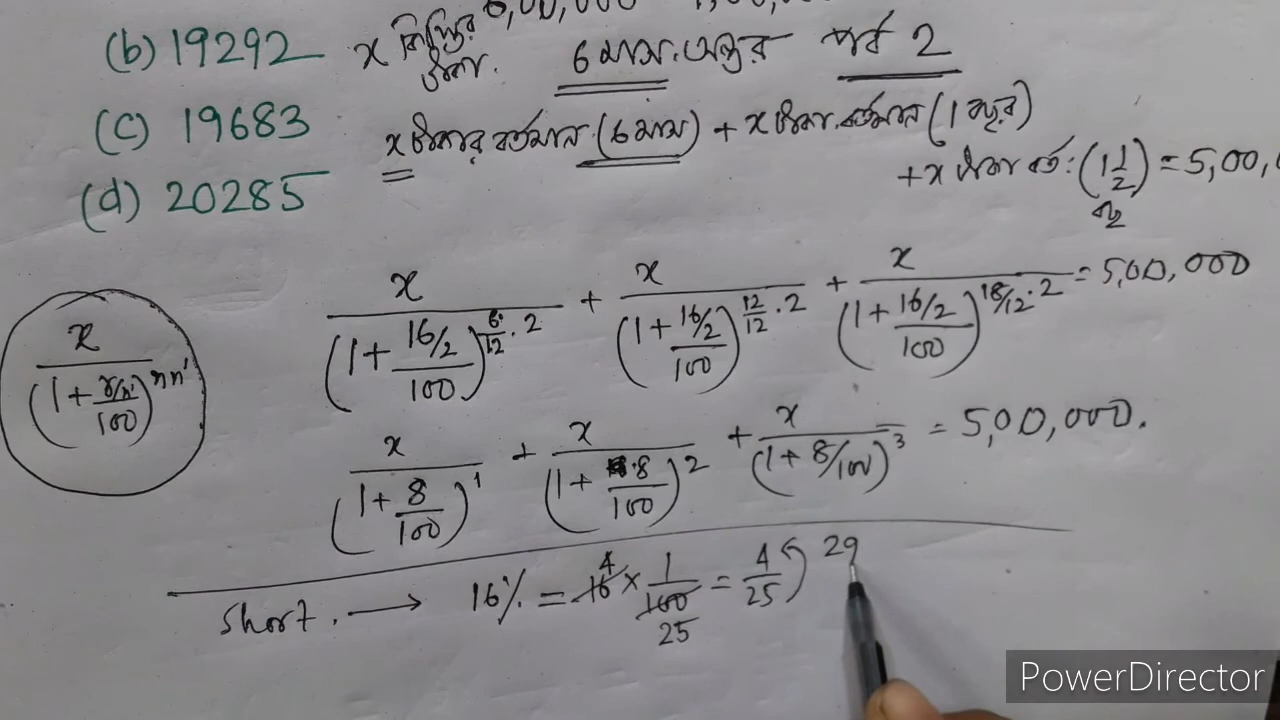 (b) 19292 x কিস্তির টাকা. 6 মাস. অন্তর পর্ব 2
(c) 19683 x টাকার বর্তমান (6 মাস) + x টাকা. বর্তমান (1 বছর)
+ x টাকা বর্ত: (1 1/2) = 5,00,
(d) 20285
x/(1 + 16/2/100)^(6/12 · 2) + x/(1 + 16/2/100)^(12/12 · 2) + x/(1 + 16/2/100)^(18/12 · 2) = 5,00,000
x/(1 + r/n'/100)^nn'
x/(1 + 8/100)^1 + x/(1 + 8/100)^2 + x/(1 + 8/100)^3 = 5,00,000.
Short. → 16% = 16 4 × 1/100 25 = 4/25 ) 29
PowerDirector